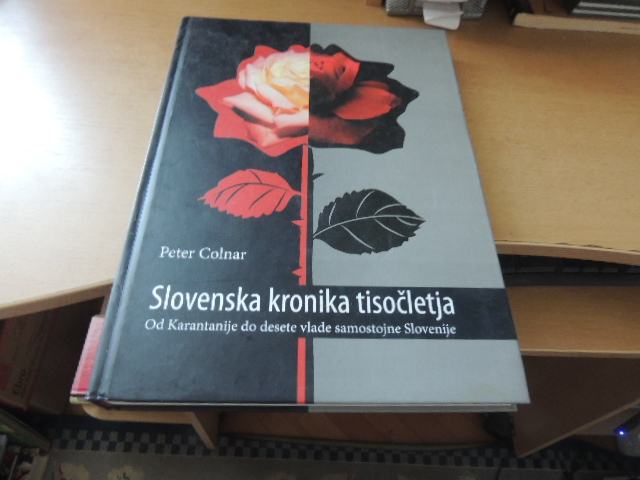 Peter Colnar
Slovenska kronika tisočletja
Od Karantanije do desete vlade samostojne Slovenije